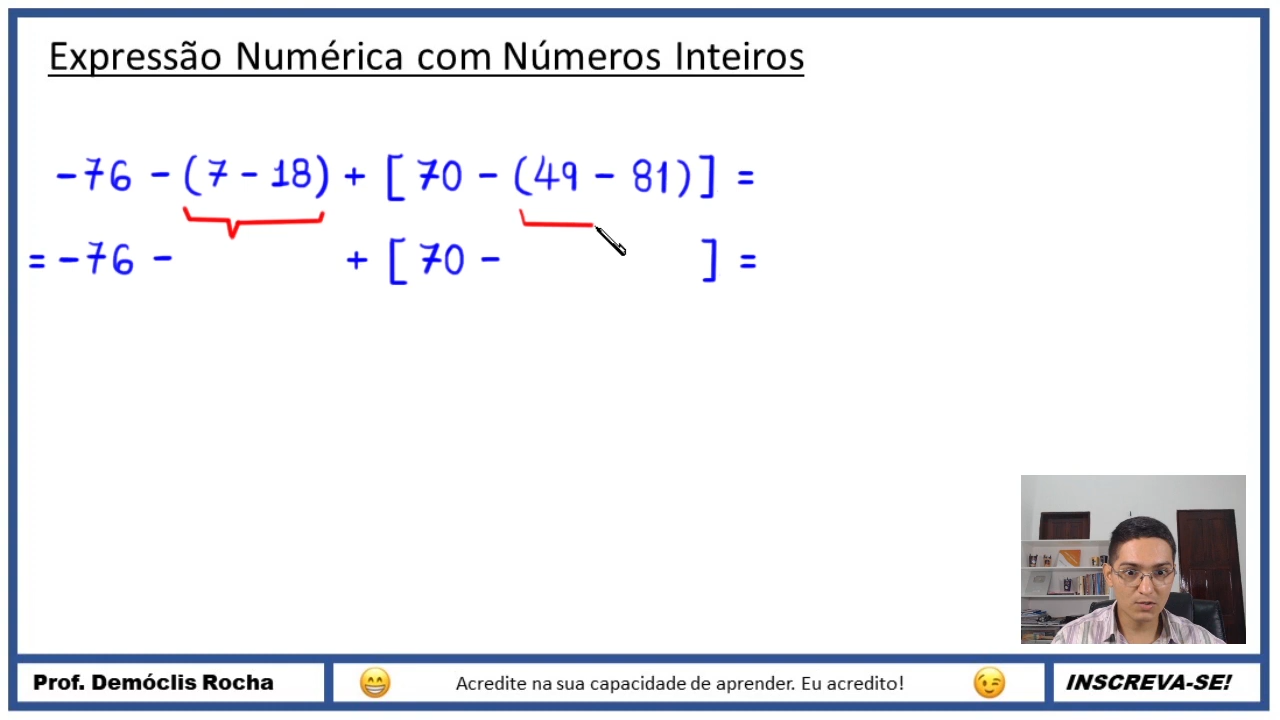 Expressão Numérica com Números Inteiros
-76 - (7 - 18) + [ 70 - (49 - 81) ] =
= -76 - + [ 70 - ] =
Prof. Demóclis Rocha
Acredite na sua capacidade de aprender. Eu acredito!
INSCREVA-SE!